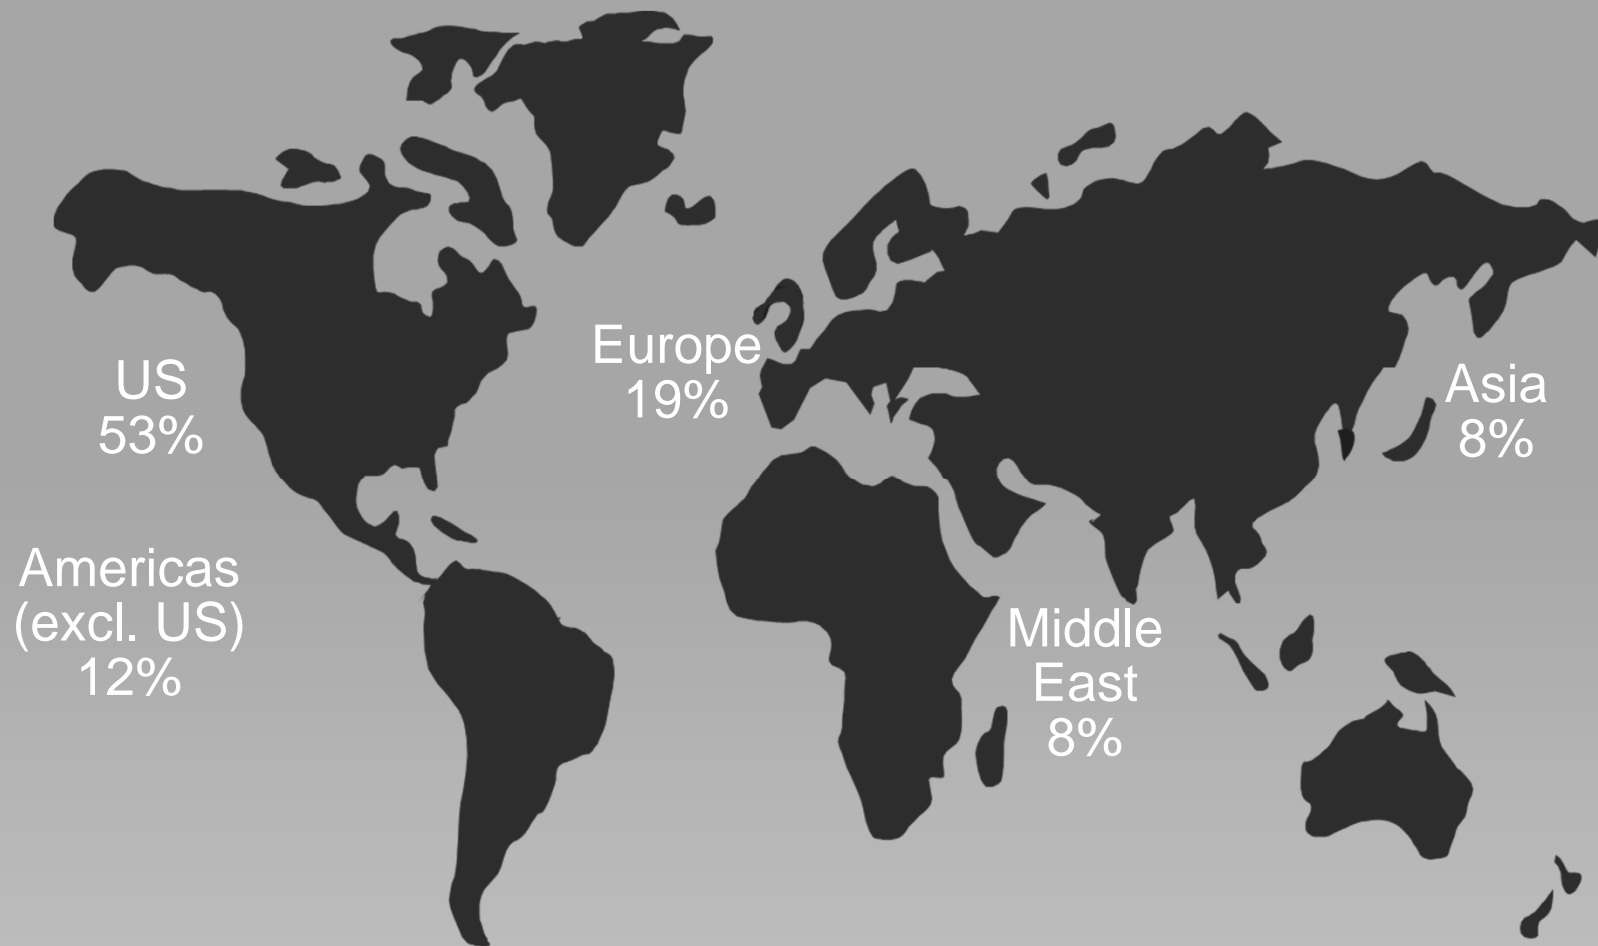 US
53%
Europe
19%
Asia
8%
Americas
(excl. US)
12%
Middle
East
8%